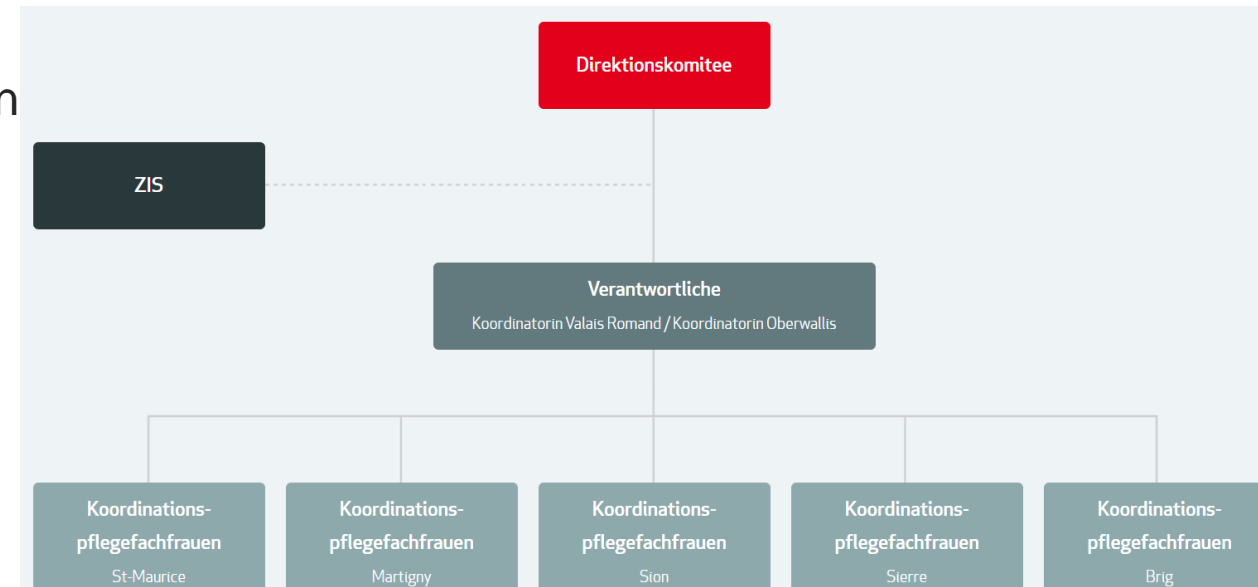 n
Direktionskomitee
ZIS
Verantwortliche
Koordinatorin Valais Romand / Koordinatorin Oberwallis
Koordinations-
pflegefachfrauen
St-Maurice
Koordinations-
pflegefachfrauen
Martigny
Koordinations-
pflegefachfrauen
Sion
Koordinations-
pflegefachfrauen
Sierre
Koordinations-
pflegefachfrauen
Brig